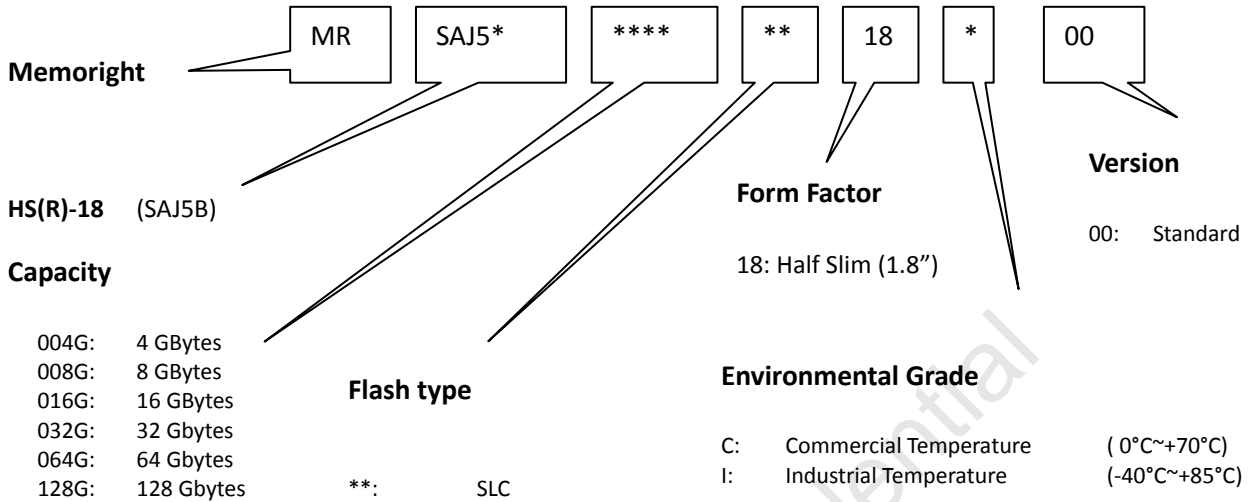 MR SAJ5* **** ** 18 * 00
Memoright
Version
Form Factor
HS(R)-18 (SAJ5B)
00: Standard
Capacity
18: Half Slim (1.8”)
004G: 4 GBytes
008G: 8 GBytes
Flash type
Environmental Grade
016G: 16 GBytes
032G: 32 Gbytes
064G: 64 Gbytes
C: Commercial Temperature ( 0°C~+70°C)
128G: 128 Gbytes
**: SLC
I: Industrial Temperature (-40°C~+85°C)